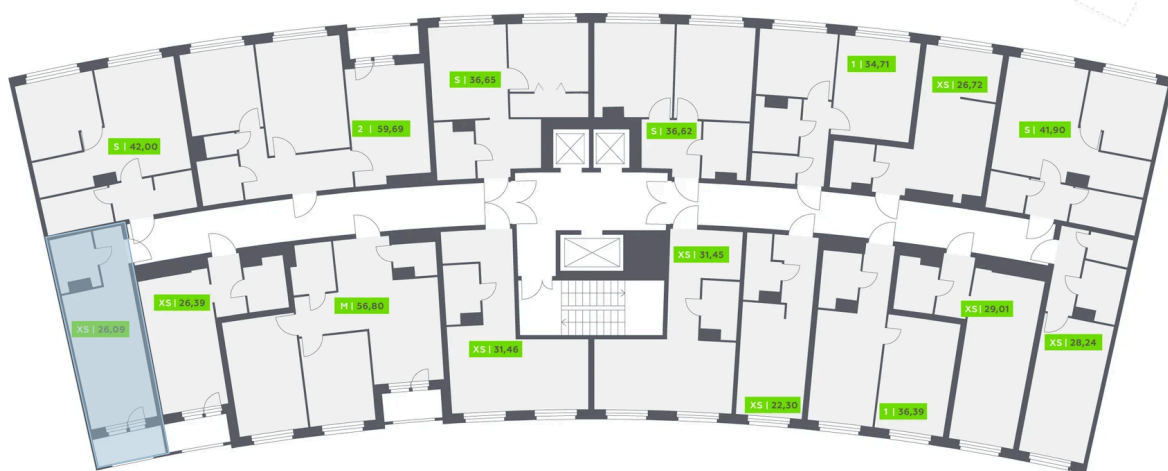 1 | 34,71
S | 36,65
XS | 26,72
2 | 59,69
S | 36,62
S | 41,90
S | 42,00
XS | 31,45
XS | 26,39
M | 56,80
XS | 29,01
XS | 26,09
XS | 28,24
XS | 31,46
XS | 22,30
1 | 36,39